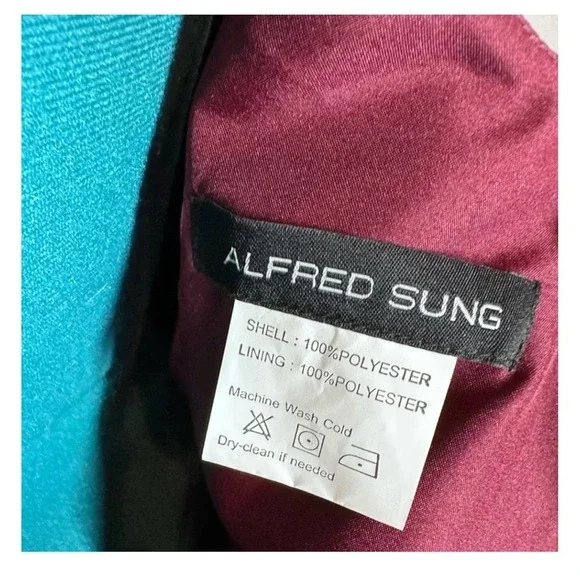 ALFRED SUNG
SHELL : 100%POLYESTER
LINING : 100%POLYESTER
Machine Wash Cold
Dry-clean if needed